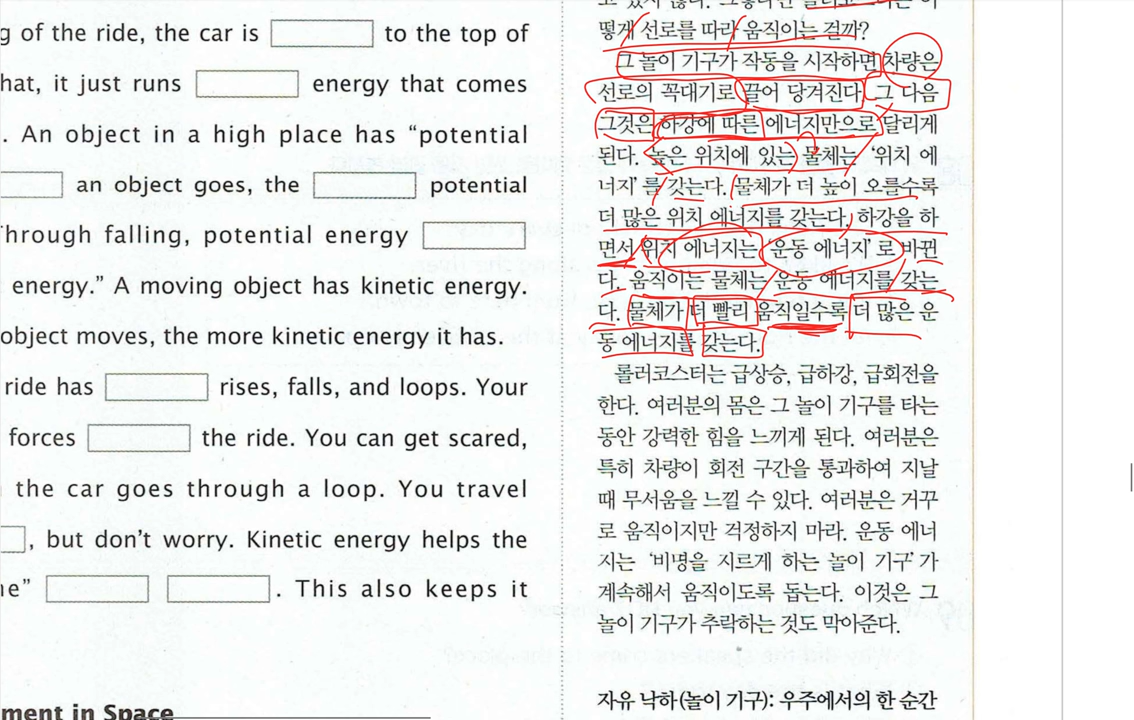 g of the ride, the car is to the top of
hat, it just runs energy that comes
. An object in a high place has “potential
an object goes, the potential
Through falling, potential energy
energy.” A moving object has kinetic energy.
object moves, the more kinetic energy it has.
ride has rises, falls, and loops. Your
forces the ride. You can get scared,
the car goes through a loop. You travel
, but don’t worry. Kinetic energy helps the
ne” . This also keeps it
ment in Space
떻게 선로를 따라 움직이는 걸까?
그 놀이 기구가 작동을 시작하면 차량은
선로의 꼭대기로 끌어 당겨진다. 그 다음
그것은 하강에 따른 에너지만으로 달리게
된다. 높은 위치에 있는 물체는 ‘위치 에
너지’를 갖는다. 물체가 더 높이 오를수록
더 많은 위치 에너지를 갖는다. 하강을 하
면서 위치 에너지는 ‘운동 에너지’로 바뀐
다. 움직이는 물체는 운동 에너지를 갖는
다. 물체가 더 빨리 움직일수록 더 많은 운
동 에너지를 갖는다.
롤러코스터는 급상승, 급하강, 급회전을
한다. 여러분의 몸은 그 놀이 기구를 타는
동안 강력한 힘을 느끼게 된다. 여러분은
특히 차량이 회전 구간을 통과하여 지날
때 무서움을 느낄 수 있다. 여러분은 거꾸
로 움직이지만 걱정하지 마라. 운동 에너
지는 ‘비명을 지르게 하는 놀이 기구’가
계속해서 움직이도록 돕는다. 이것은 그
놀이 기구가 추락하는 것도 막아준다.
자유 낙하(놀이 기구): 우주에서의 한 순간